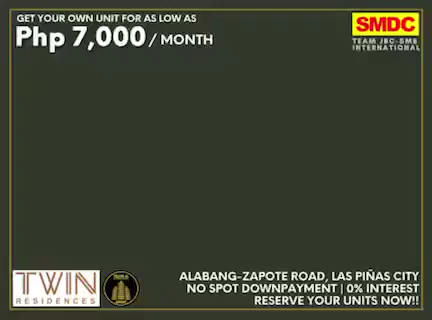 GET YOUR OWN UNIT FOR AS LOW AS
Php 7,000 / MONTH
SMDC
TEAM JBC-SMB
INTERNATIONAL
TWIN
RESIDENCES
ALABANG-ZAPOTE ROAD, LAS PIÑAS CITY
NO SPOT DOWNPAYMENT | 0% INTEREST
RESERVE YOUR UNITS NOW!!